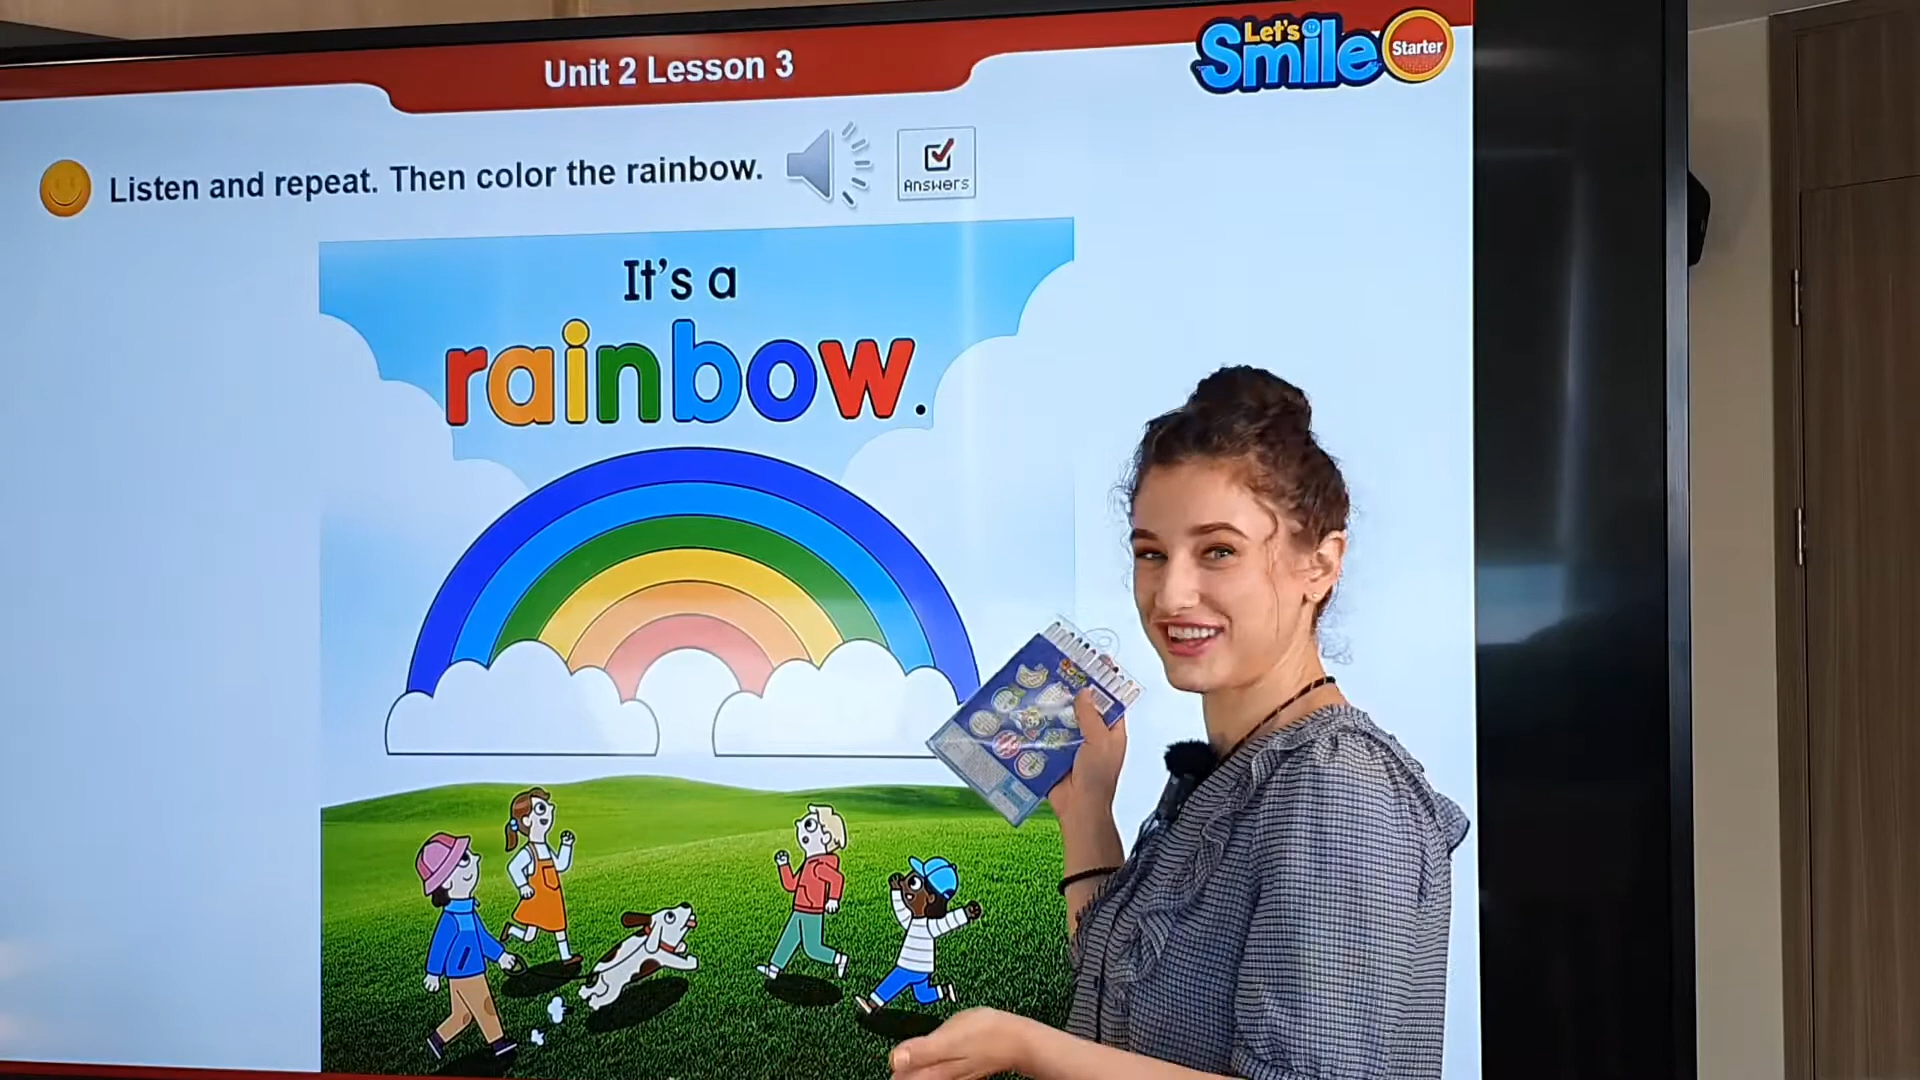 Unit 2 Lesson 3
Let's
Smile
Starter
Listen and repeat. Then color the rainbow.
Answers
It's a
rainbow.